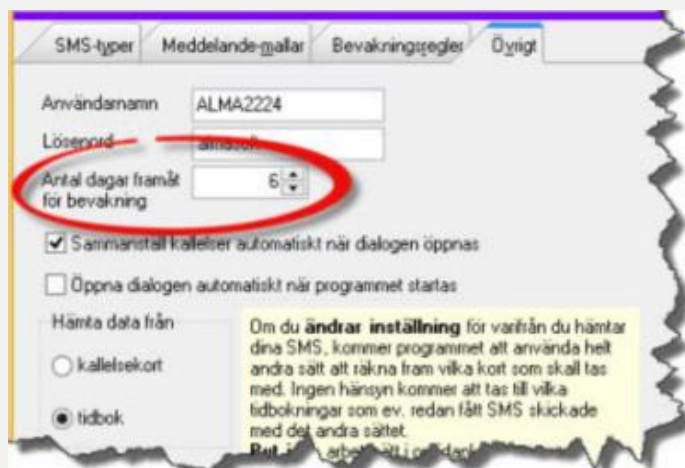 SMS-typer Meddelande-mallar Bevakningsregler Övrigt
Användarnamn ALMA2224
Lösenord almasoft
Antal dagar framåt 6
för bevakning
Sammanställ kallelser automatiskt när dialogen öppnas
Öppna dialogen automatiskt när programmet startas
Hämta data från
kallelsekort
tidbok
Om du ändrar inställning för varifrån du hämtar
dina SMS, kommer programmet att använda helt
andra sätt att räkna fram vilka kort som skall tas
med. Ingen hänsyn kommer att tas till vilka
tidbokningar som ev. redan fått SMS skickade
med det andra sättet.